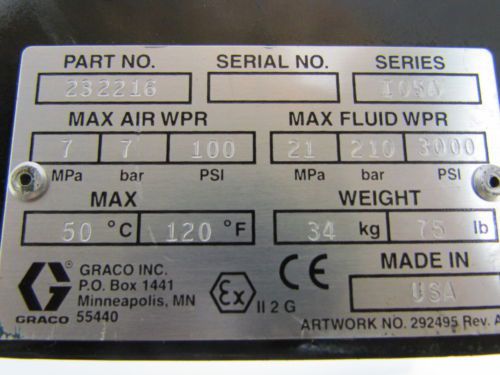 PART NO. SERIAL NO. SERIES
232216
MAX AIR WPR MAX FLUID WPR
7 7 100 21 210 3000
MPa bar PSI MPa bar PSI
MAX WEIGHT
50 °C 120 °F 34 kg 75 lb
GRACO INC.
P.O. Box 1441
Minneapolis, MN
55440
GRACO
Ex II 2 G
CE
MADE IN
USA
ARTWORK NO. 292495 Rev. A